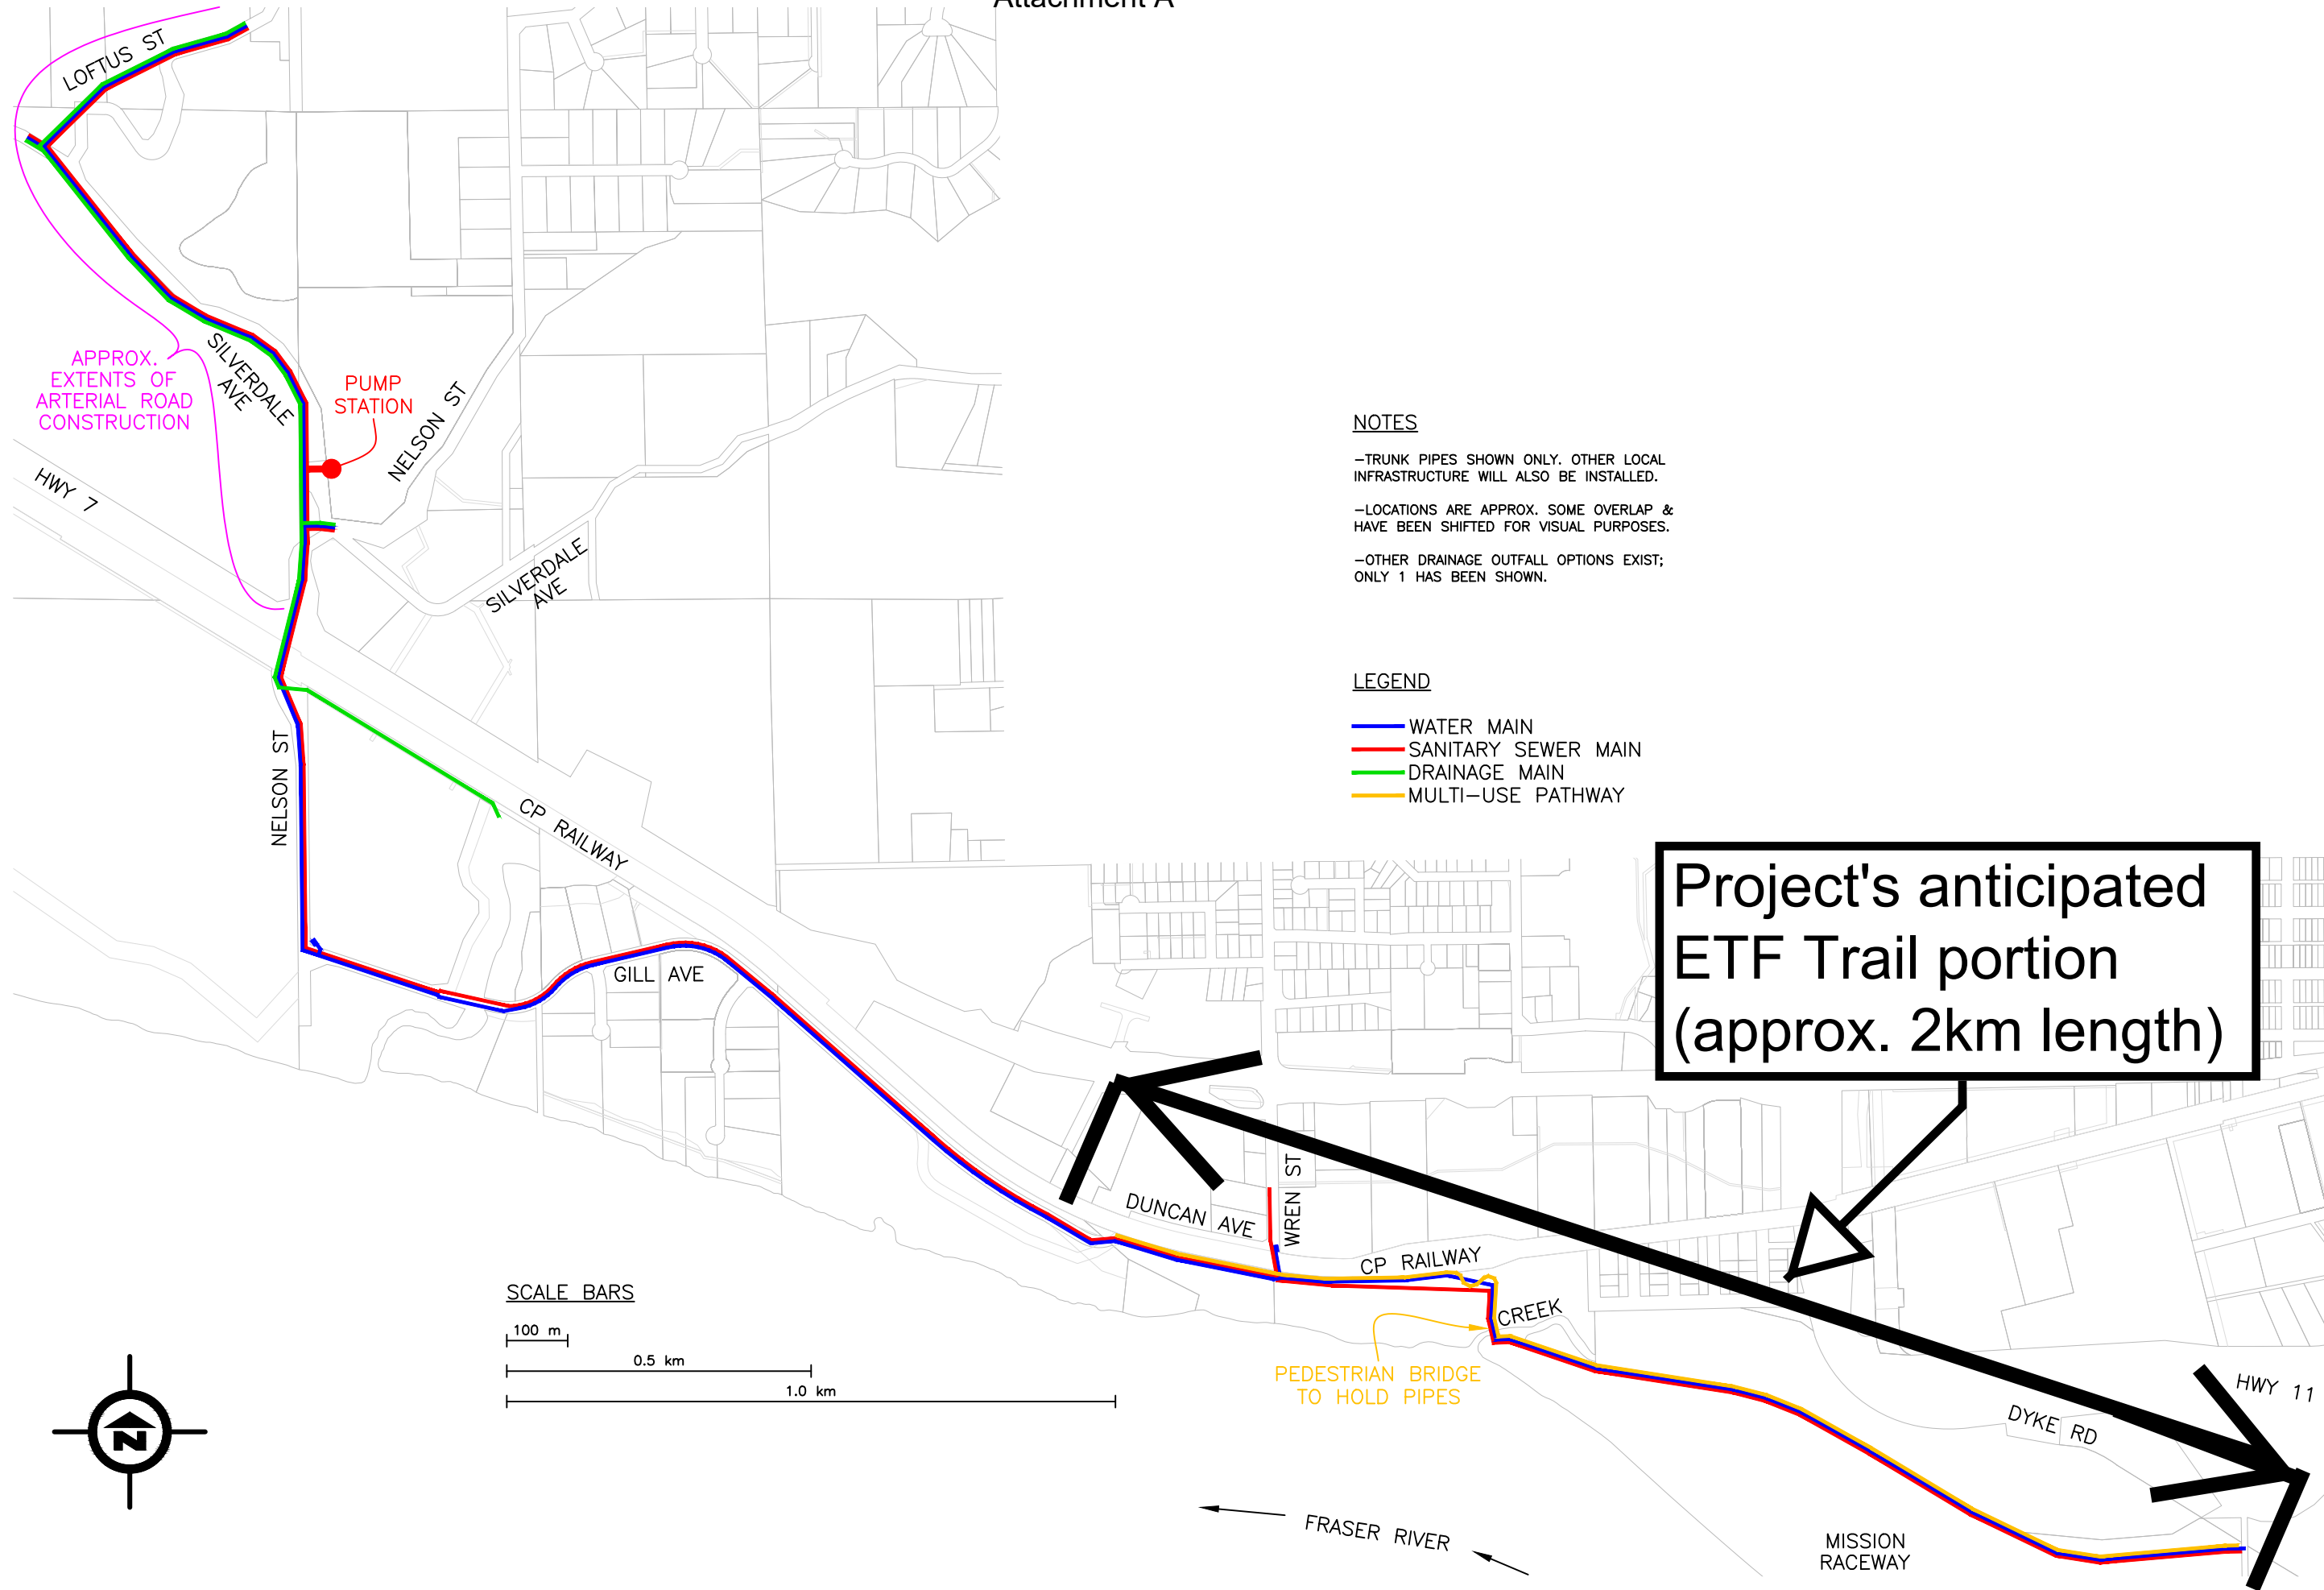 Attachment A
LOFTUS ST
APPROX.
EXTENTS OF
ARTERIAL ROAD
CONSTRUCTION
SILVERDALE
AVE
PUMP
STATION
NELSON ST
HWY 7
SILVERDALE
AVE
NOTES
-TRUNK PIPES SHOWN ONLY. OTHER LOCAL
INFRASTRUCTURE WILL ALSO BE INSTALLED.
-LOCATIONS ARE APPROX. SOME OVERLAP &
HAVE BEEN SHIFTED FOR VISUAL PURPOSES.
-OTHER DRAINAGE OUTFALL OPTIONS EXIST;
ONLY 1 HAS BEEN SHOWN.
LEGEND
WATER MAIN
SANITARY SEWER MAIN
DRAINAGE MAIN
MULTI-USE PATHWAY
NELSON ST
CP RAILWAY
GILL AVE
Project's anticipated
ETF Trail portion
(approx. 2km length)
DUNCAN AVE
WREN ST
CP RAILWAY
CREEK
PEDESTRIAN BRIDGE
TO HOLD PIPES
SCALE BARS
100 m
0.5 km
1.0 km
N
HWY 11
DYKE RD
FRASER RIVER
MISSION
RACEWAY